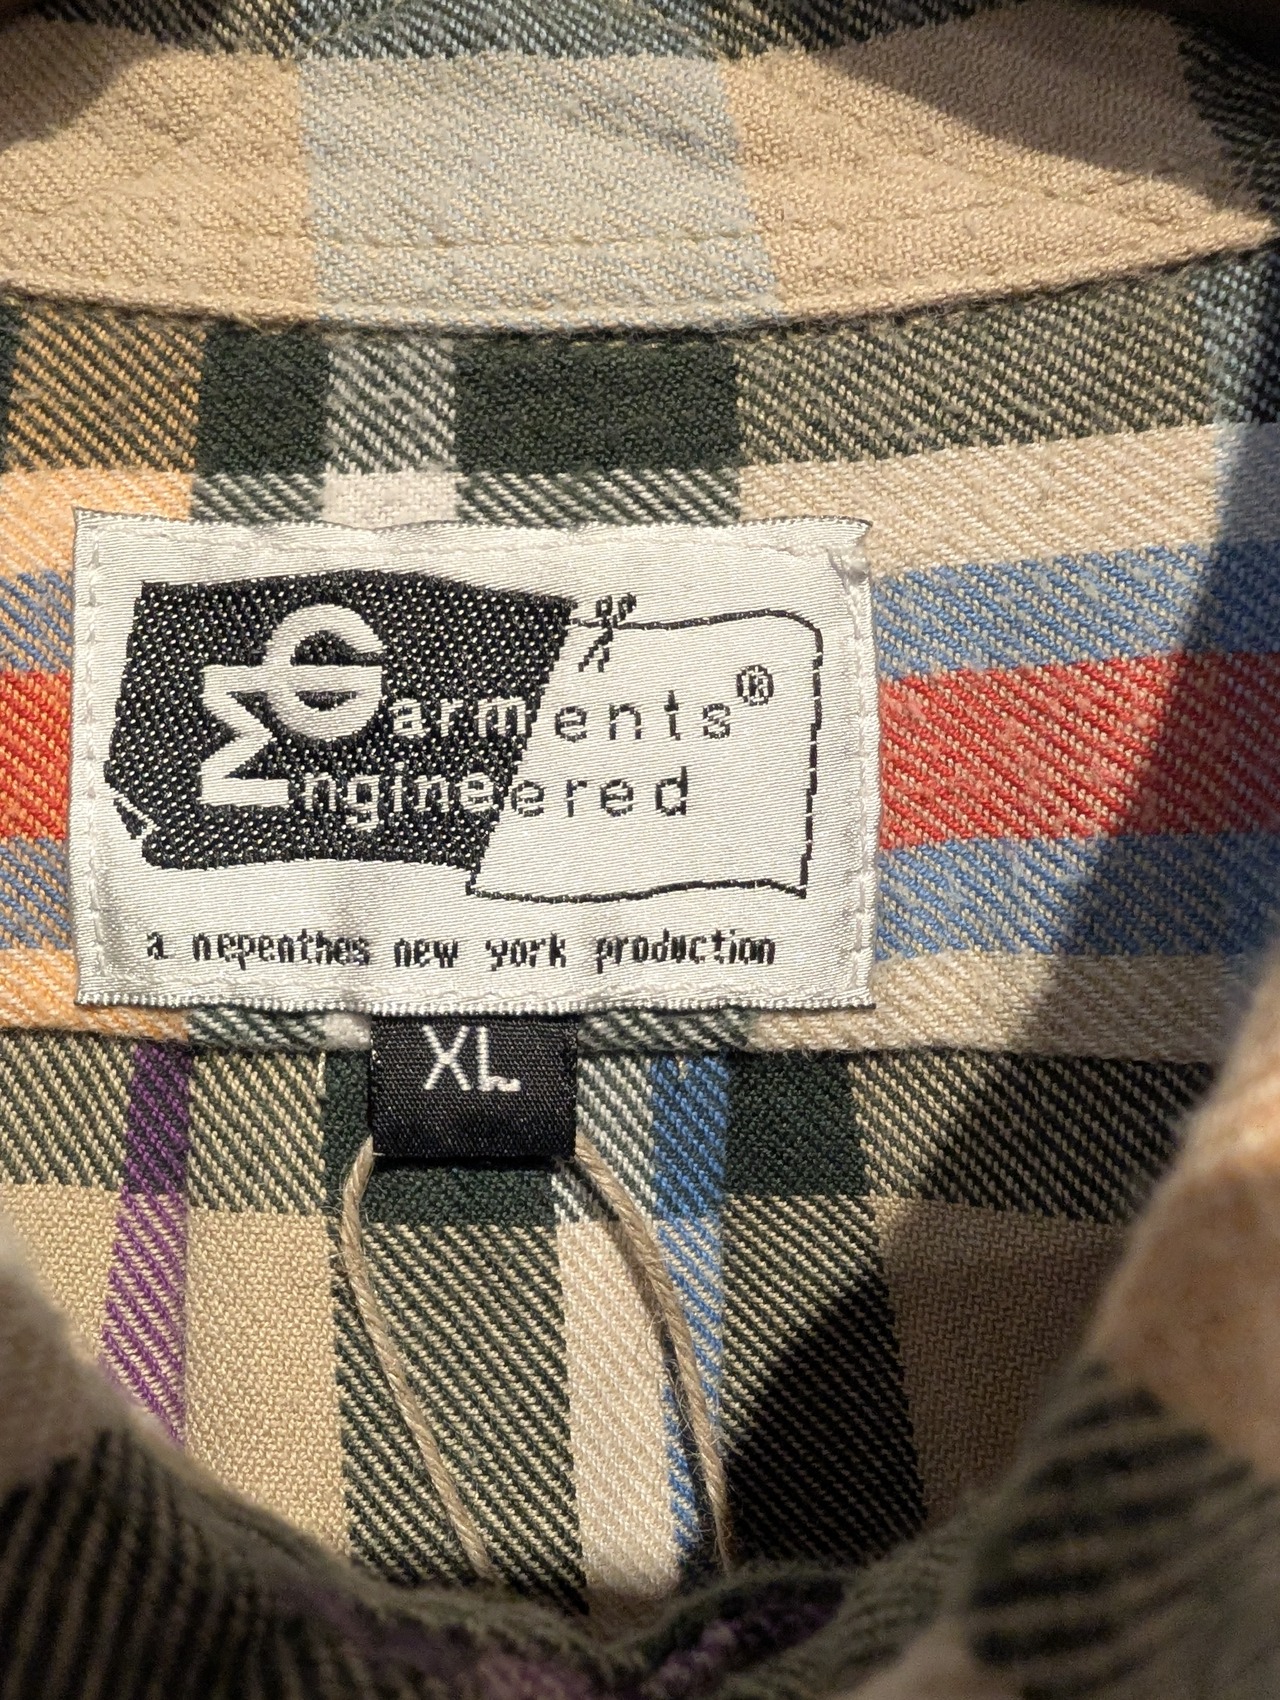 Garments®
Engineered
a nepenthes new york production
XL